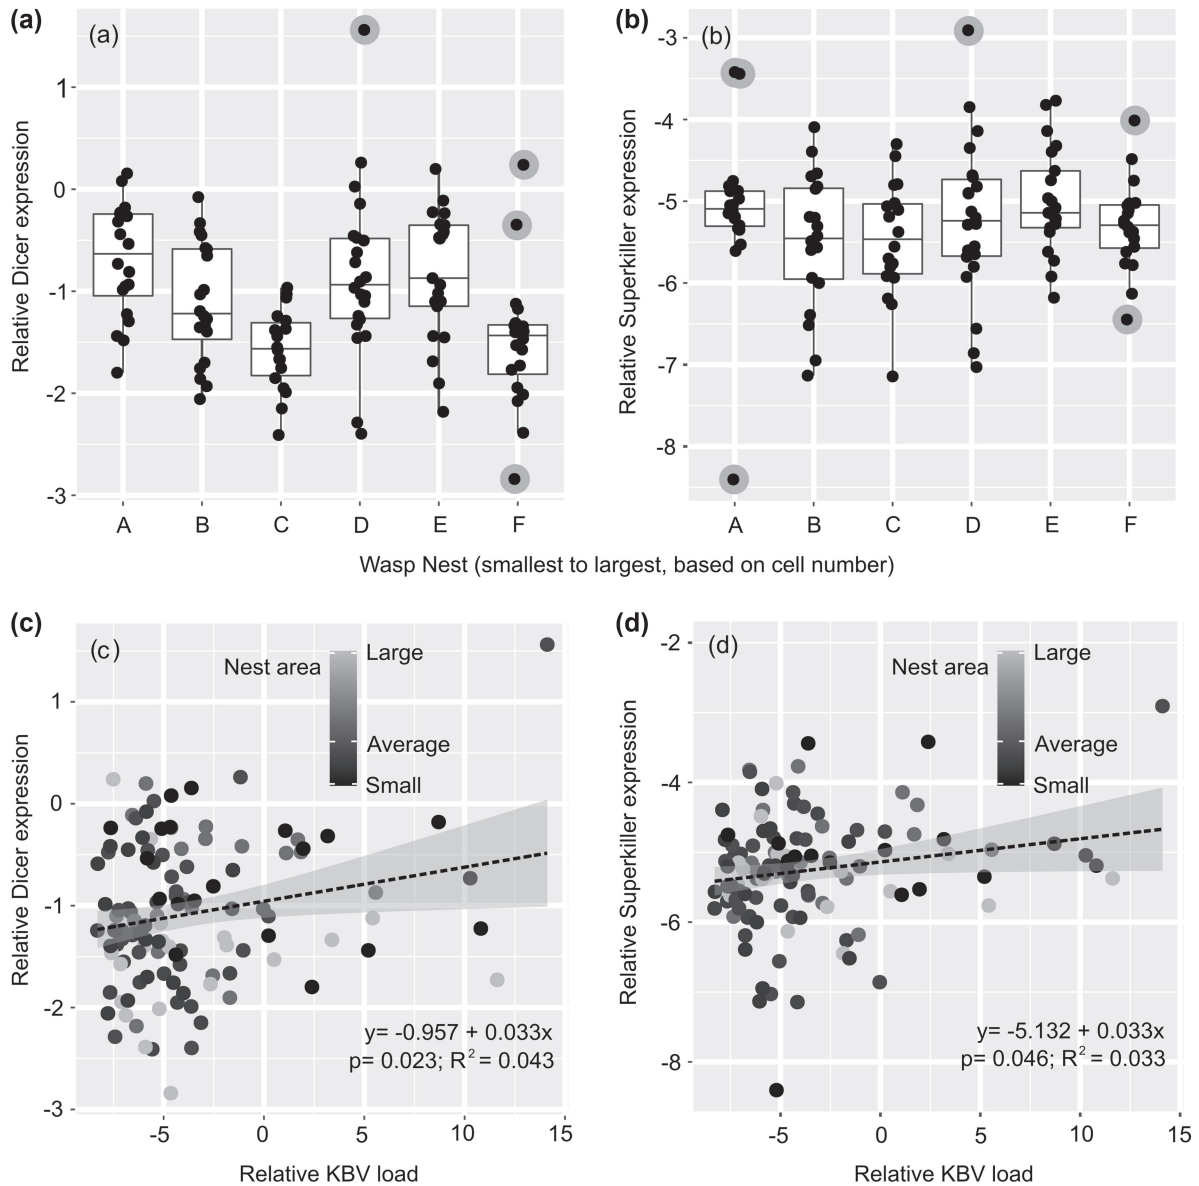 (a)
(a)
Relative Dicer expression
1
0
-1
-2
-3
A B C D E F
(b)
(b)
Relative Superkiller expression
-3
-4
-5
-6
-7
-8
A B C D E F
Wasp Nest (smallest to largest, based on cell number)
(c)
(c)
Nest area
Large
Average
Small
Relative Dicer expression
1
0
-1
-2
-3
y= -0.957 + 0.033x
p= 0.023; R² = 0.043
-5 0 5 10 15
Relative KBV load
(d)
(d)
Nest area
Large
Average
Small
Relative Superkiller expression
-2
-4
-6
-8
y= -5.132 + 0.033x
p= 0.046; R² = 0.033
-5 0 5 10 15
Relative KBV load